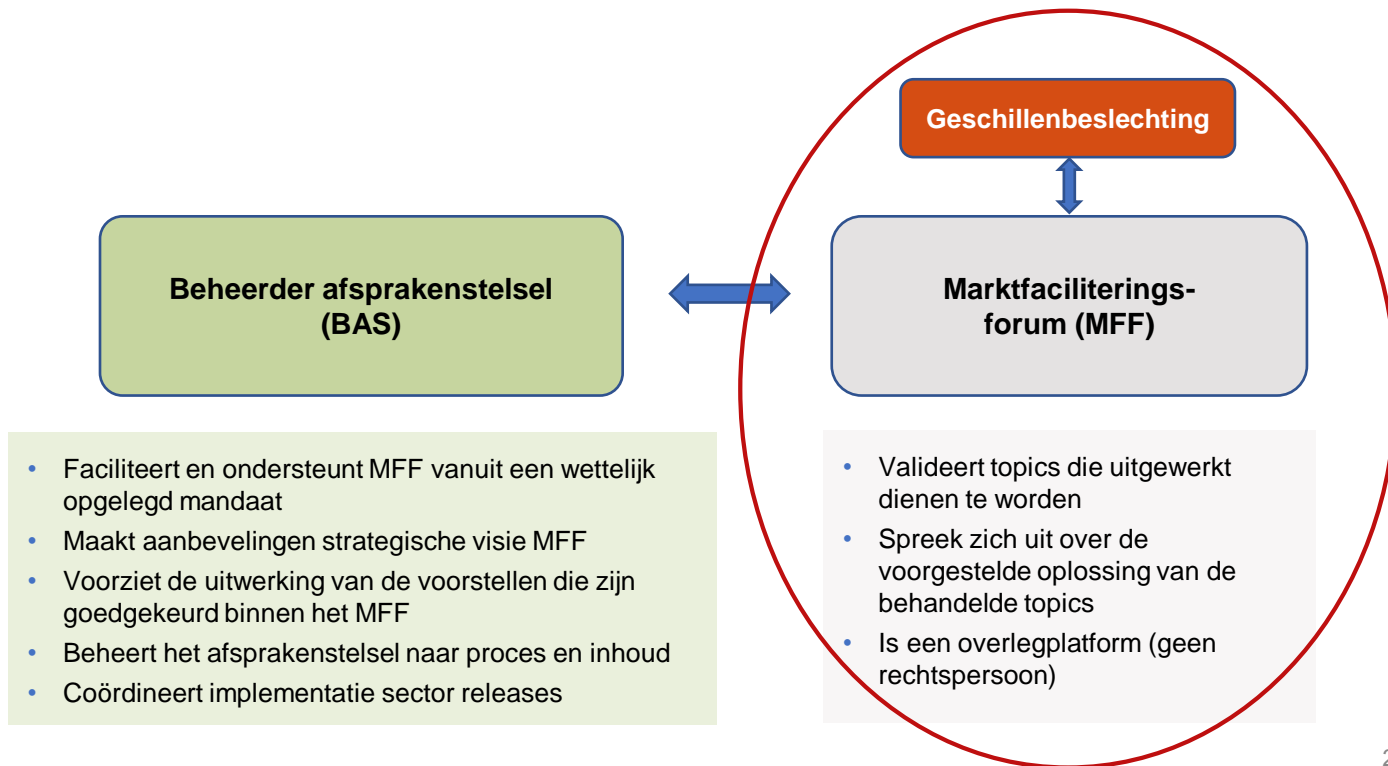 Geschillenbeslechting
Beheerder afsprakenstelsel
(BAS)
Marktfaciliterings-
forum (MFF)
• Faciliteert en ondersteunt MFF vanuit een wettelijk
opgelegd mandaat
• Maakt aanbevelingen strategische visie MFF
• Voorziet de uitwerking van de voorstellen die zijn
goedgekeurd binnen het MFF
• Beheert het afsprakenstelsel naar proces en inhoud
• Coördineert implementatie sector releases
• Valideert topics die uitgewerkt
dienen te worden
• Spreek zich uit over de
voorgestelde oplossing van de
behandelde topics
• Is een overlegplatform (geen
rechtspersoon)
2